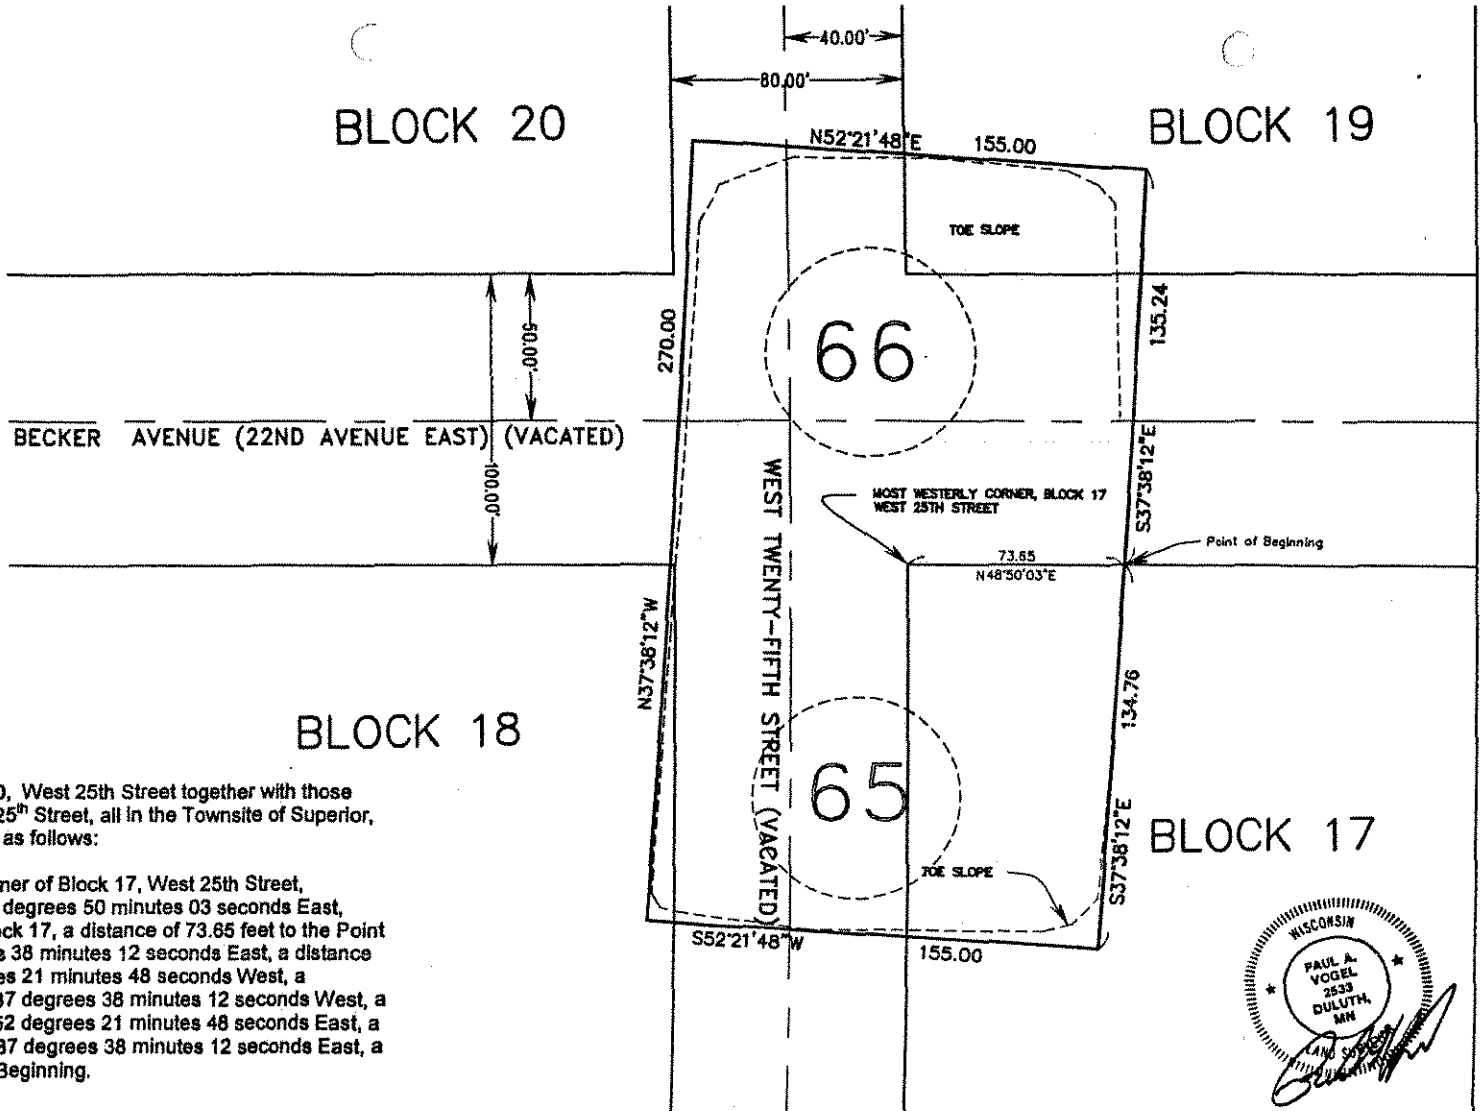 40.00'
80.00'
BLOCK 20
BLOCK 19
N52°21'48"E
155.00
TOE SLOPE
270.00
50.00'
66
135.24
BECKER AVENUE (22ND AVENUE EAST) (VACATED)
100.00'
S37°38'12"E
MOST WESTERLY CORNER, BLOCK 17
WEST 25TH STREET
Point of Beginning
73.65
N48°50'03"E
WEST TWENTY-FIFTH STREET (VACATED)
N37°38'12"W
134.76
BLOCK 18
65
S37°38'12"E
BLOCK 17
TOE SLOPE
S52°21'48"W
155.00
0, West 25th Street together with those
25th Street, all in the Townsite of Superior,
as follows:
ner of Block 17, West 25th Street,
degrees 50 minutes 03 seconds East,
ck 17, a distance of 73.65 feet to the Point
s 38 minutes 12 seconds East, a distance
es 21 minutes 48 seconds West, a
37 degrees 38 minutes 12 seconds West, a
52 degrees 21 minutes 48 seconds East, a
37 degrees 38 minutes 12 seconds East, a
Beginning.
WISCONSIN
PAUL A.
VOGEL
2533
DULUTH,
MN
LAND